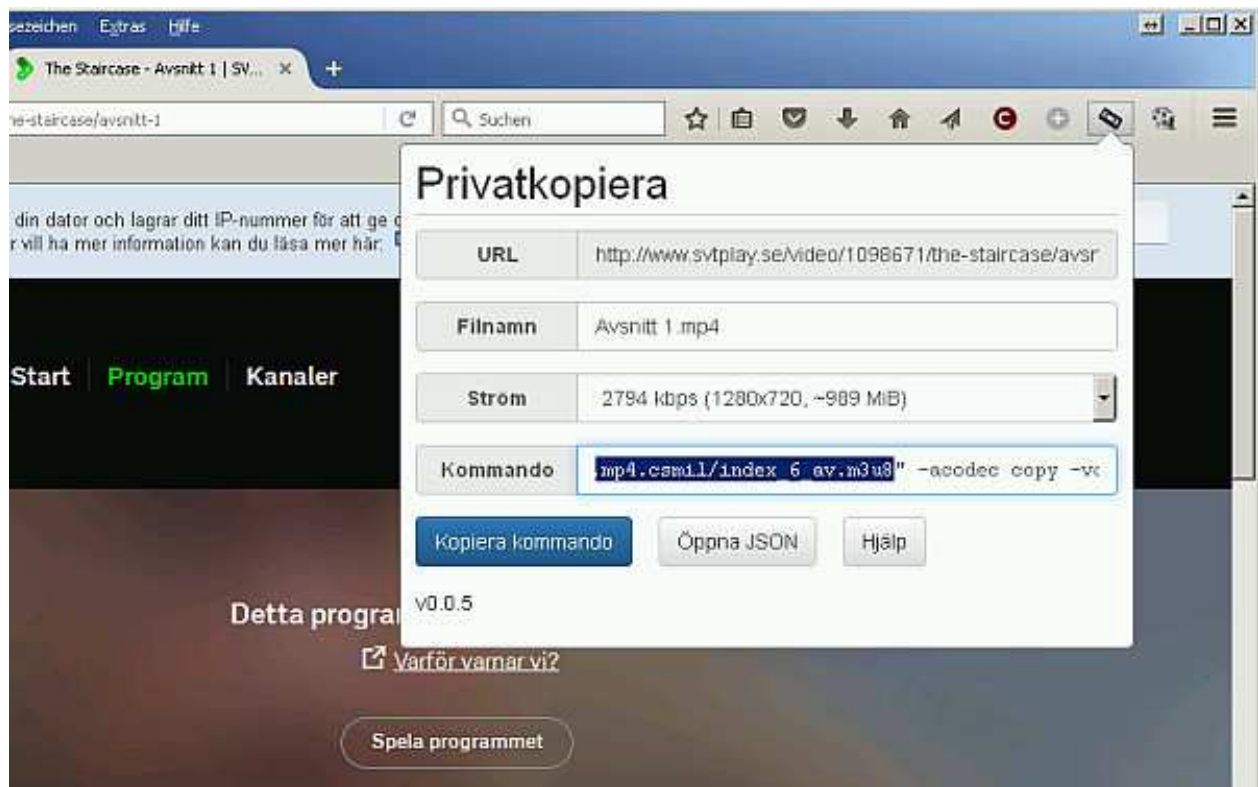 sezeichen Extras Hilfe
The Staircase - Avsnitt 1 | SV...
he-staircase/avsnitt-1 Suchen
Privatkopiera
din dator och lagrar ditt IP-nummer för att ge
r vill ha mer information kan du läsa mer här:
URL http://www.svtplay.se/video/1098671/the-staircase/avsr
Filnamn Avsnitt 1.mp4
Start Program Kanaler
Ström 2794 kbps (1280x720, ~989 MiB)
Kommando .mp4.csmil/index_6_av.m3u8" -acodec copy -vc
Kopiera kommando Öppna JSON Hjälp
v0.0.5
Detta progra
Varför varnar vi?
Spela programmet